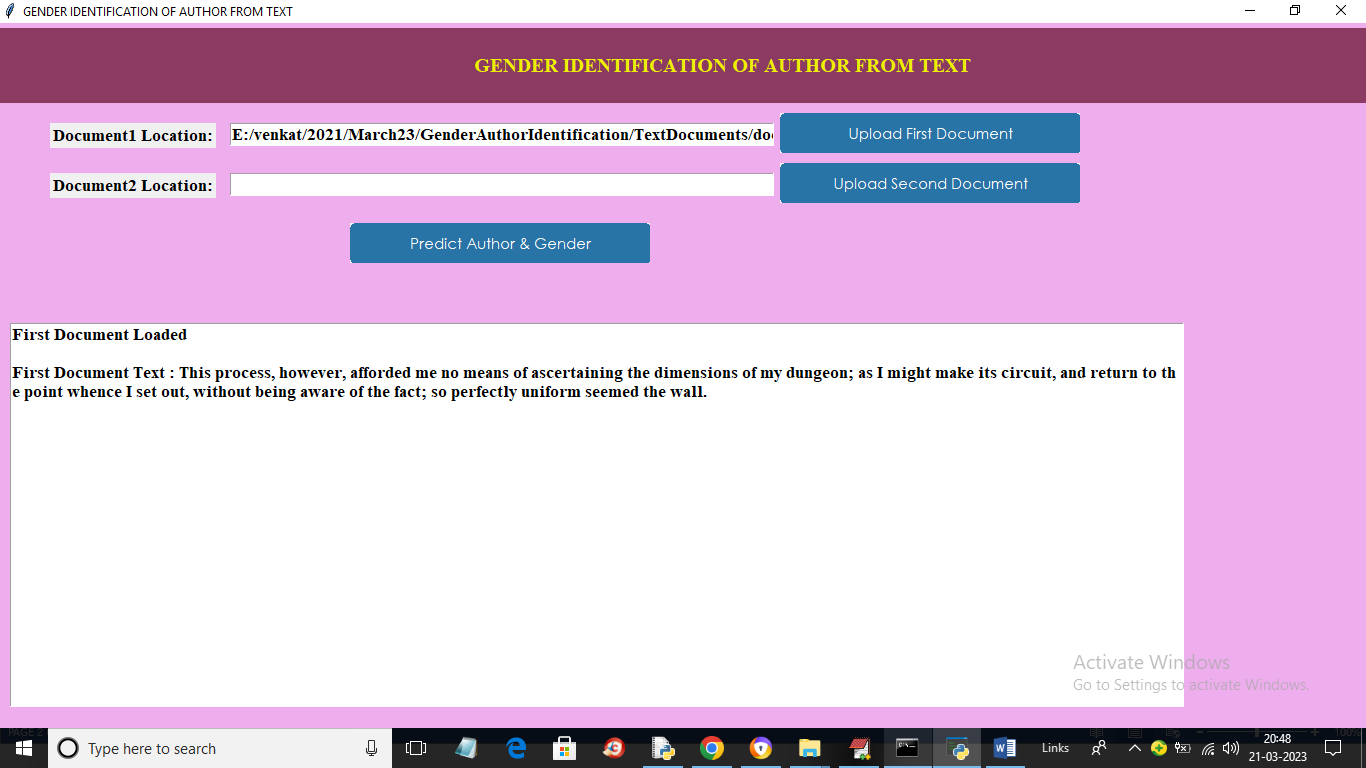 GENDER IDENTIFICATION OF AUTHOR FROM TEXT
GENDER IDENTIFICATION OF AUTHOR FROM TEXT
Document1 Location: E:/venkat/2021/March23/GenderAuthorIdentification/TextDocuments/do Upload First Document
Document2 Location: Upload Second Document
Predict Author & Gender
First Document Loaded
First Document Text : This process, however, afforded me no means of ascertaining the dimensions of my dungeon; as I might make its circuit, and return to th
e point whence I set out, without being aware of the fact; so perfectly uniform seemed the wall.
Activate Windows
Go to Settings to activate Windows.
PAGE 2 100%
Type here to search Links 20:48
21-03-2023